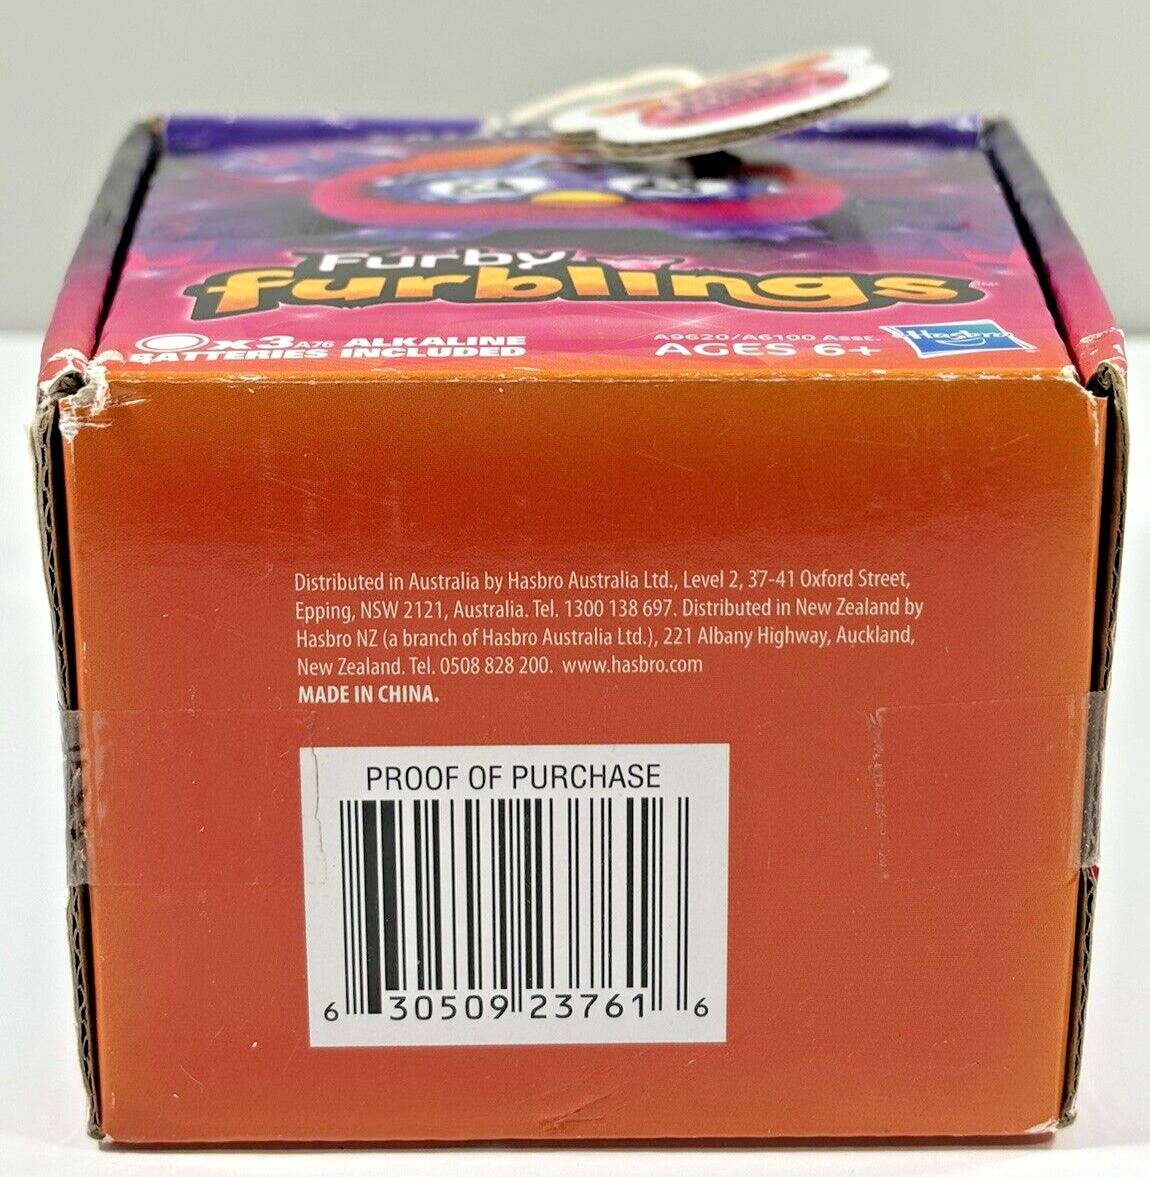 Furby
furblings™
x3 A76 ALKALINE
BATTERIES INCLUDED
A9620/A6100 Asst.
AGES 6+
Hasbro
Distributed in Australia by Hasbro Australia Ltd., Level 2, 37-41 Oxford Street,
Epping, NSW 2121, Australia. Tel. 1300 138 697. Distributed in New Zealand by
Hasbro NZ (a branch of Hasbro Australia Ltd.), 221 Albany Highway, Auckland,
New Zealand. Tel. 0508 828 200. www.hasbro.com
MADE IN CHINA.
PROOF OF PURCHASE
6 30509 23761 6